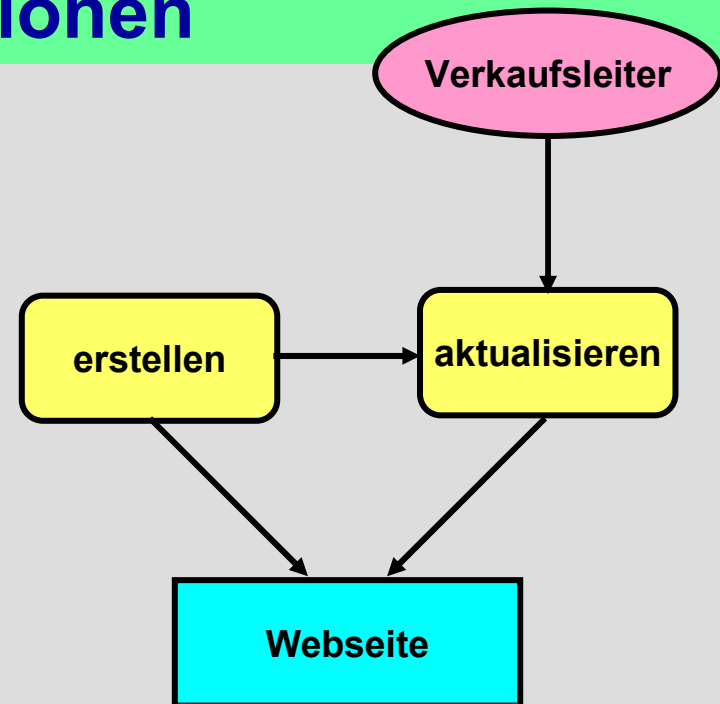 ionen
Verkaufsleiter
erstellen
aktualisieren
Webseite